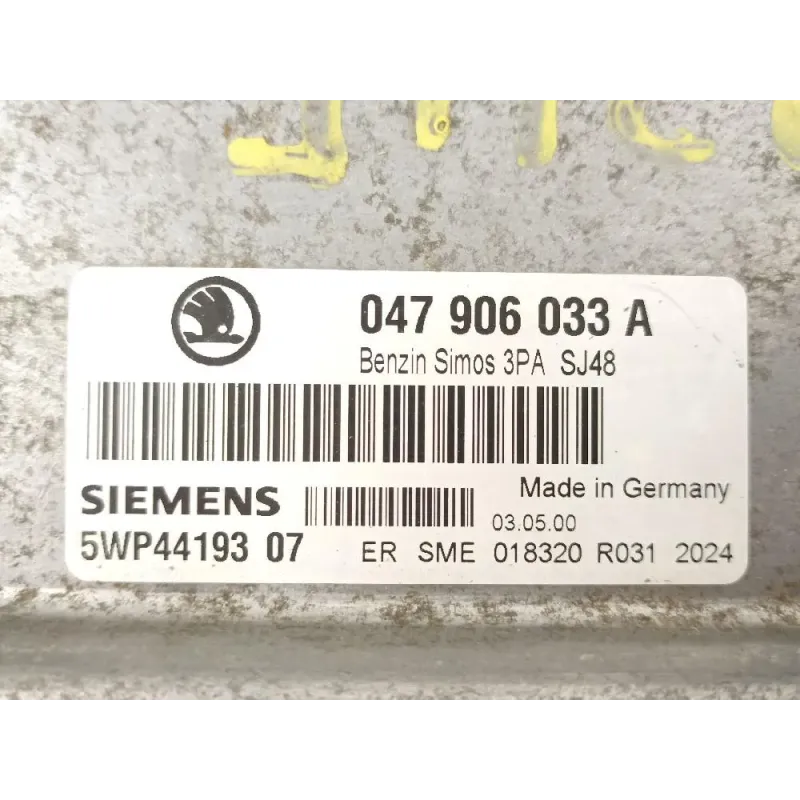 047 906 033 A
Benzin Simos 3PA SJ48
SIEMENS
Made in Germany
03.05.00
5WP44193 07
ER SME 018320 R031 2024